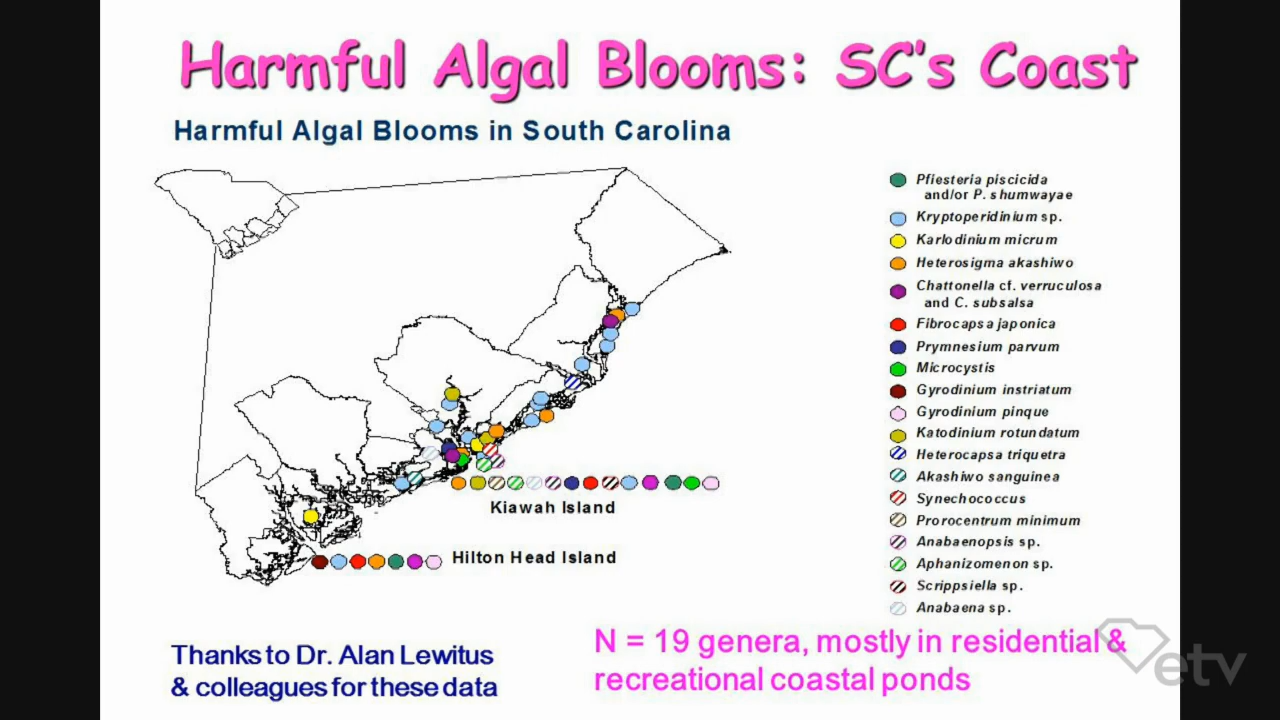 Harmful Algal Blooms: SC's Coast
Harmful Algal Blooms in South Carolina
Pfiesteria piscicida
and/or P. shumwayae
Kryptoperidinium sp.
Karlodinium micrum
Heterosigma akashiwo
Chattonella cf. verruculosa
and C. subsalsa
Fibrocapsa japonica
Prymnesium parvum
Microcystis
Gyrodinium instriatum
Gyrodinium pinque
Katodinium rotundatum
Heterocapsa triquetra
Akashiwo sanguinea
Synechococcus
Prorocentrum minimum
Anabaenopsis sp.
Aphanizomenon sp.
Scrippsiella sp.
Anabaena sp.
Kiawah Island
Hilton Head Island
Thanks to Dr. Alan Lewitus
& colleagues for these data
N = 19 genera, mostly in residential &
recreational coastal ponds
etv